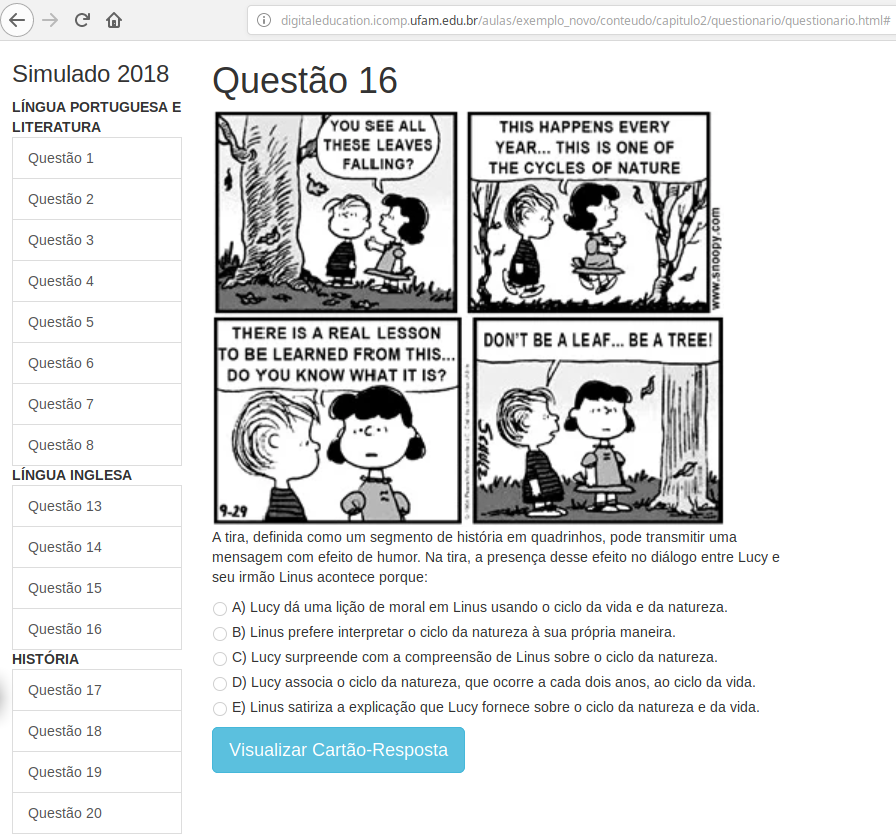 digitaleducation.icomp.ufam.edu.br/aulas/exemplo_novo/conteudo/capitulo2/questionario/questionario.html#
Simulado 2018
LÍNGUA PORTUGUESA E
LITERATURA
Questão 1
Questão 2
Questão 3
Questão 4
Questão 5
Questão 6
Questão 7
Questão 8
LÍNGUA INGLESA
Questão 13
Questão 14
Questão 15
Questão 16
HISTÓRIA
Questão 17
Questão 18
Questão 19
Questão 20
Questão 16
YOU SEE ALL
THESE LEAVES
FALLING?
THIS HAPPENS EVERY
YEAR... THIS IS ONE OF
THE CYCLES OF NATURE
www.snoopy.com
THERE IS A REAL LESSON
TO BE LEARNED FROM THIS...
DO YOU KNOW WHAT IT IS?
9-29
DON'T BE A LEAF... BE A TREE!
SCHULZ
A tira, definida como um segmento de história em quadrinhos, pode transmitir uma
mensagem com efeito de humor. Na tira, a presença desse efeito no diálogo entre Lucy e
seu irmão Linus acontece porque:
A) Lucy dá uma lição de moral em Linus usando o ciclo da vida e da natureza.
B) Linus prefere interpretar o ciclo da natureza à sua própria maneira.
C) Lucy surpreende com a compreensão de Linus sobre o ciclo da natureza.
D) Lucy associa o ciclo da natureza, que ocorre a cada dois anos, ao ciclo da vida.
E) Linus satiriza a explicação que Lucy fornece sobre o ciclo da natureza e da vida.
Visualizar Cartão-Resposta